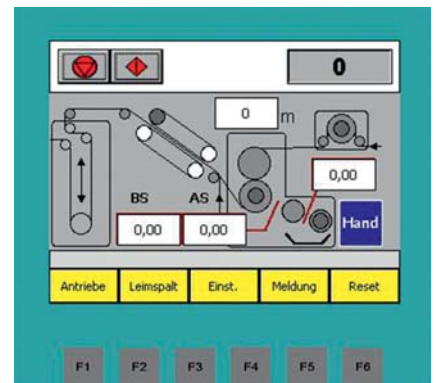 0
0 m
0,00
BS AS
0,00 0,00
Hand
Antriebe Leimspalt Einst. Meldung Reset
F1 F2 F3 F4 F5 F6